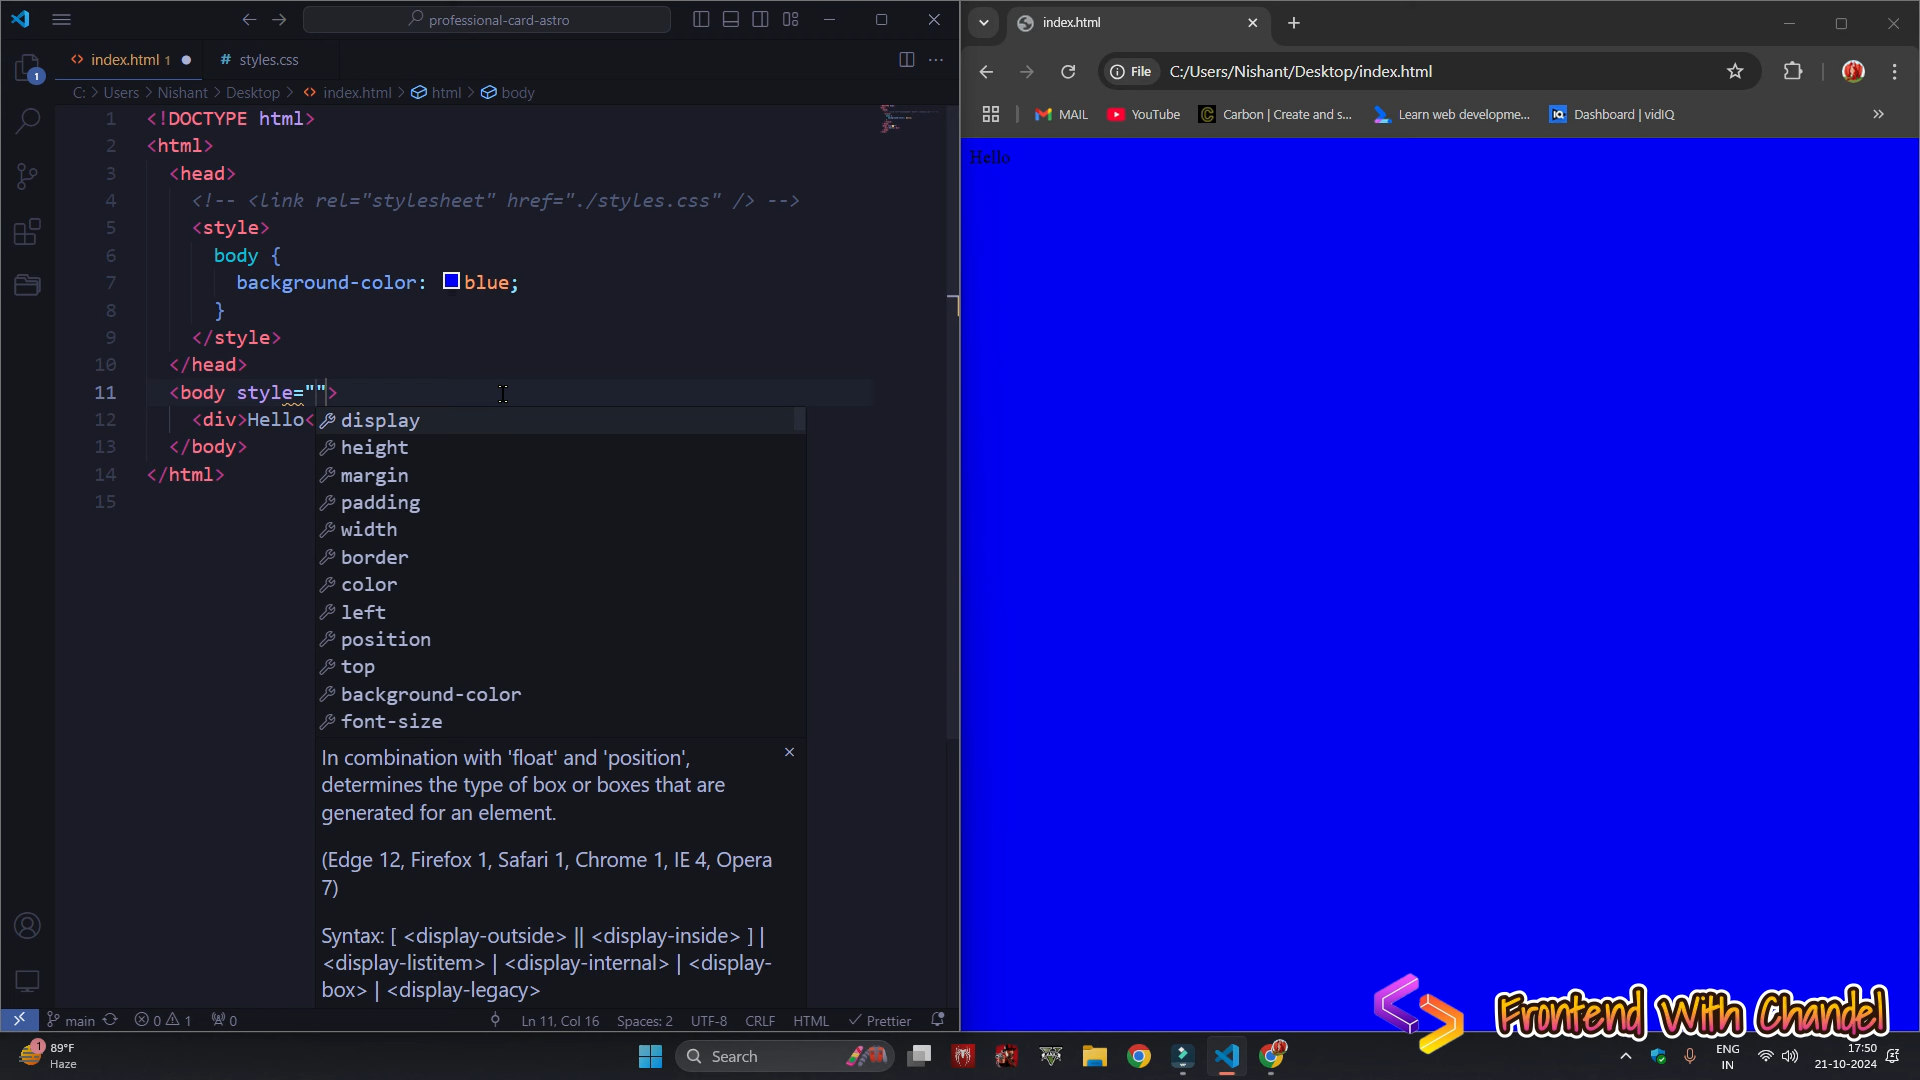 professional-card-astro
index.html 1
# styles.css
C: > Users > Nishant > Desktop > index.html > html > body
1 <!DOCTYPE html>
2 <html>
3 <head>
4 <!-- <link rel="stylesheet" href="./styles.css" /> -->
5 <style>
6 body {
7 background-color: blue;
8 }
9 </style>
10 </head>
11 <body style="">
12 <div>Hello<
13 </body>
14 </html>
15
display
height
margin
padding
width
border
color
left
position
top
background-color
font-size
In combination with 'float' and 'position',
determines the type of box or boxes that are
generated for an element.
(Edge 12, Firefox 1, Safari 1, Chrome 1, IE 4, Opera
7)
Syntax: [ <display-outside> || <display-inside> ] |
<display-listitem> | <display-internal> | <display-
box> | <display-legacy>
1
main 0 1 0 Ln 11, Col 16 Spaces: 2 UTF-8 CRLF HTML Prettier
index.html
File C:/Users/Nishant/Desktop/index.html
MAIL YouTube Carbon | Create and s... Learn web developme... Dashboard | vidIQ
Hello
Frontend With Chandel
1
89°F
Haze
Search
ENG
IN
17:50
21-10-2024